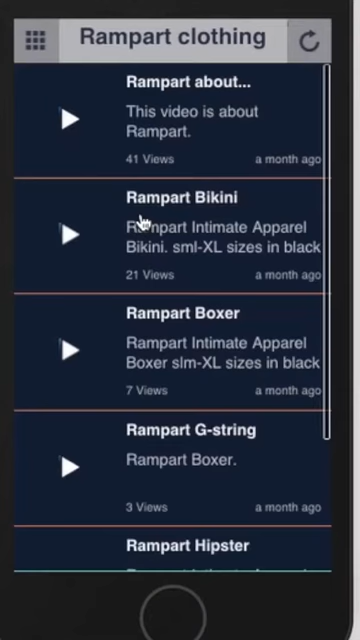 Rampart clothing
Rampart about...
This video is about
Rampart.
41 Views a month ago
Rampart Bikini
Rampart Intimate Apparel
Bikini. sml-XL sizes in black
21 Views a month ago
Rampart Boxer
Rampart Intimate Apparel
Boxer slm-XL sizes in black
7 Views a month ago
Rampart G-string
Rampart Boxer.
3 Views a month ago
Rampart Hipster